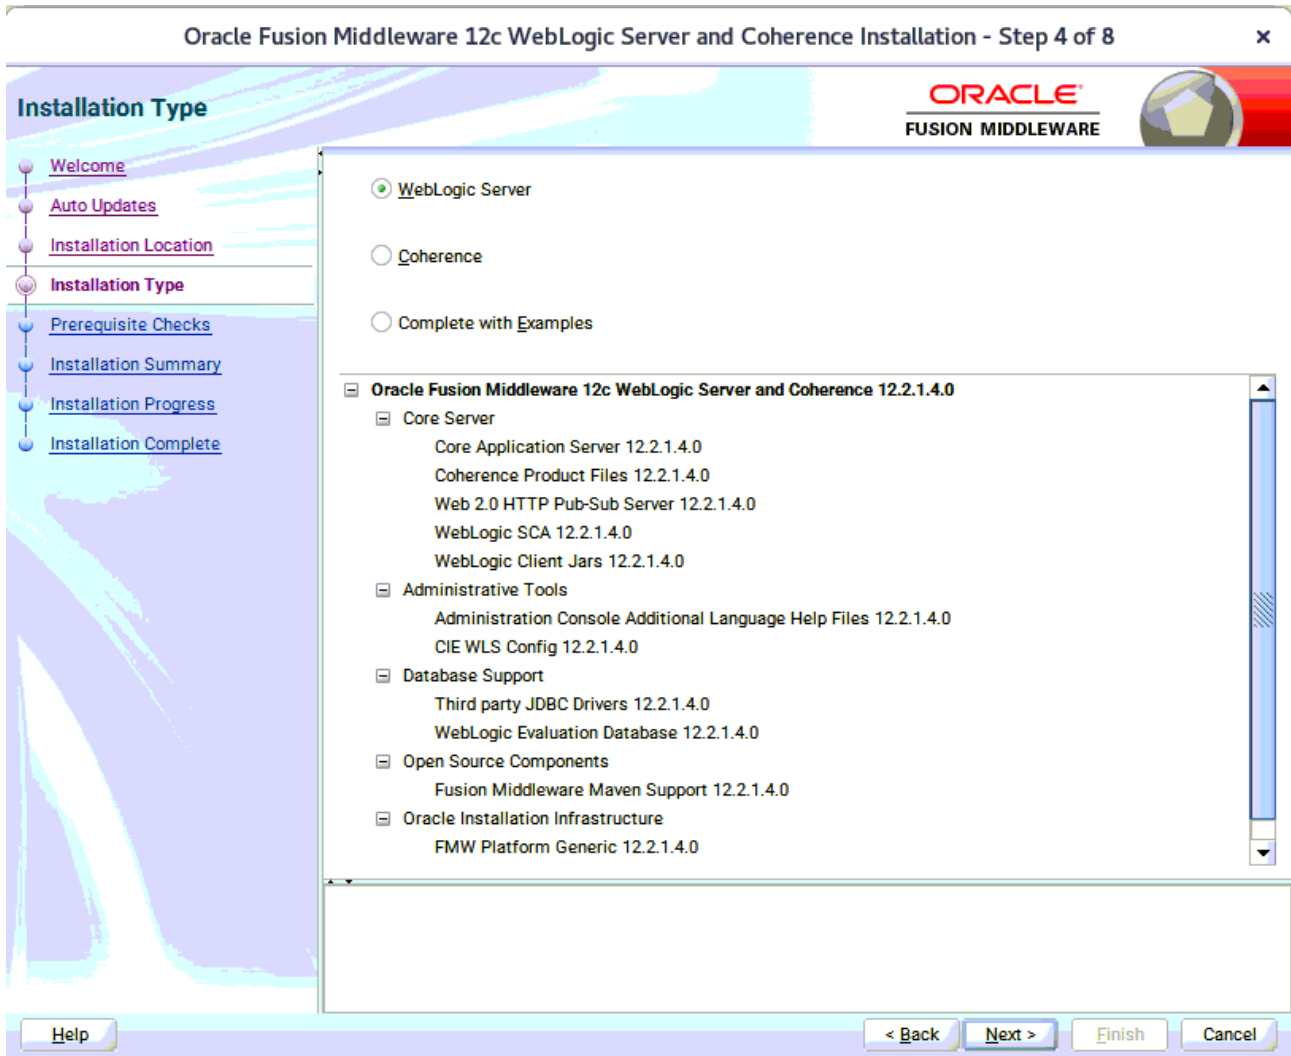 Oracle Fusion Middleware 12c WebLogic Server and Coherence Installation - Step 4 of 8
Installation Type
ORACLE
FUSION MIDDLEWARE
Welcome
Auto Updates
Installation Location
Installation Type
Prerequisite Checks
Installation Summary
Installation Progress
Installation Complete
WebLogic Server
Coherence
Complete with Examples
Oracle Fusion Middleware 12c WebLogic Server and Coherence 12.2.1.4.0
Core Server
Core Application Server 12.2.1.4.0
Coherence Product Files 12.2.1.4.0
Web 2.0 HTTP Pub-Sub Server 12.2.1.4.0
WebLogic SCA 12.2.1.4.0
WebLogic Client Jars 12.2.1.4.0
Administrative Tools
Administration Console Additional Language Help Files 12.2.1.4.0
CIE WLS Config 12.2.1.4.0
Database Support
Third party JDBC Drivers 12.2.1.4.0
WebLogic Evaluation Database 12.2.1.4.0
Open Source Components
Fusion Middleware Maven Support 12.2.1.4.0
Oracle Installation Infrastructure
FMW Platform Generic 12.2.1.4.0
Help
< Back
Next >
Finish
Cancel